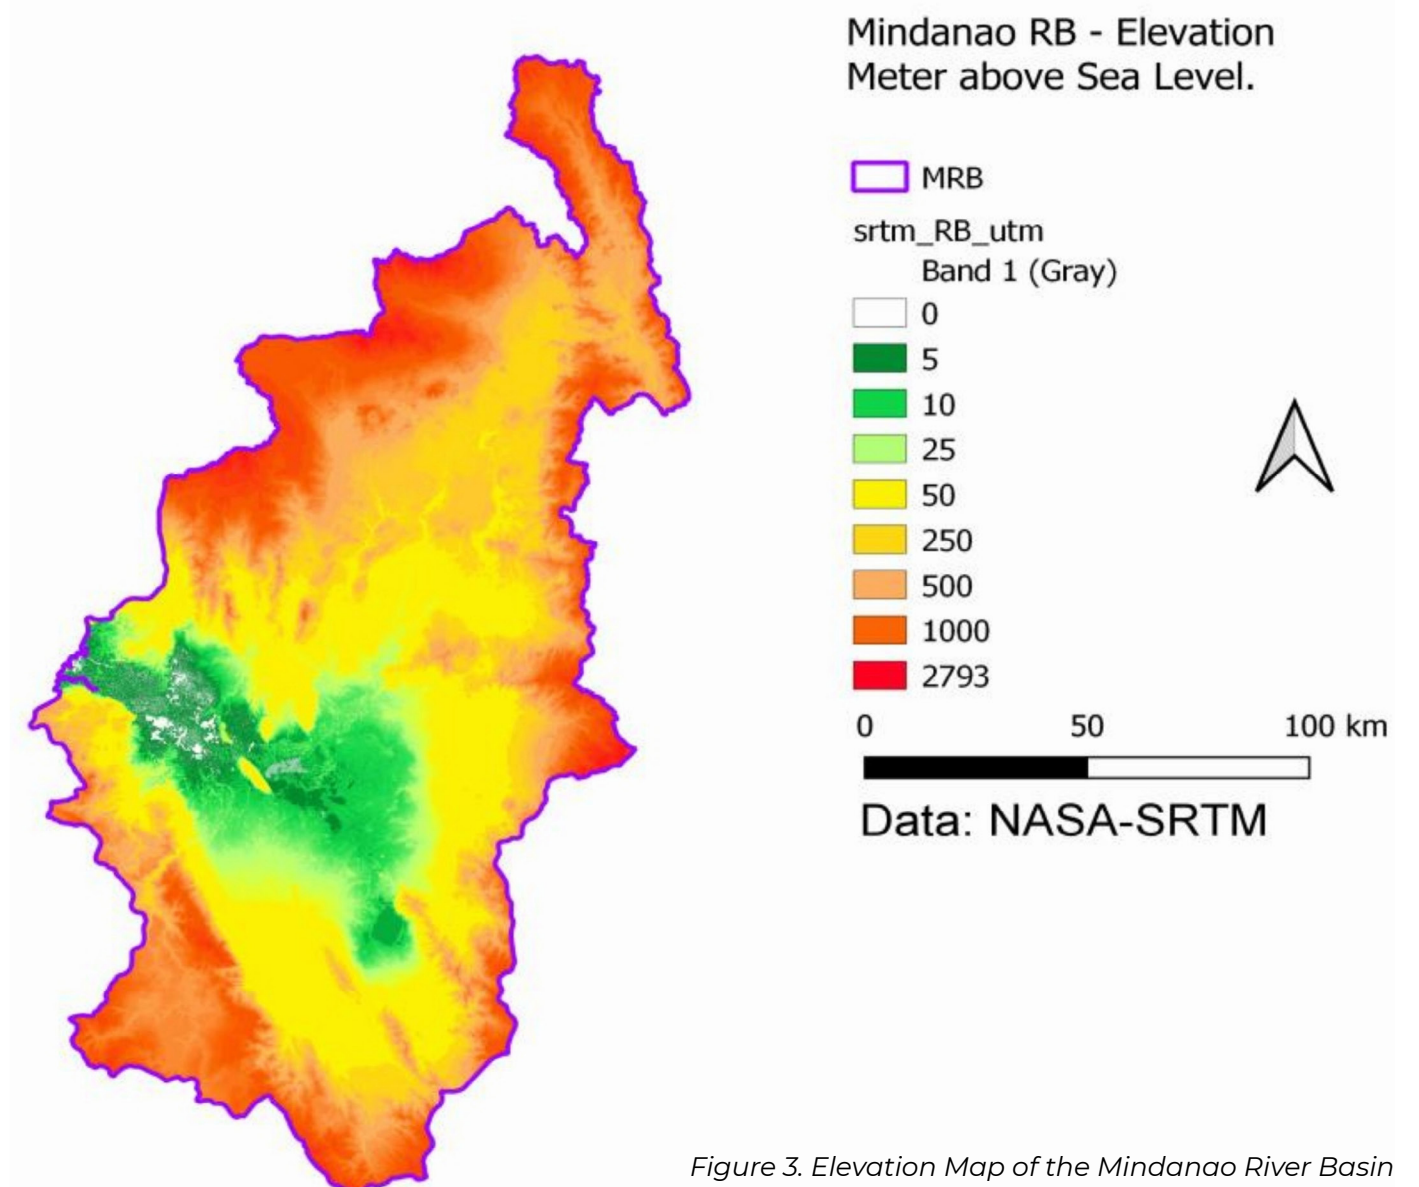 Mindanao RB - Elevation
Meter above Sea Level.
MRB
srtm_RB_utm
Band 1 (Gray)
0
5
10
25
50
250
500
1000
2793
0 50 100 km
Data: NASA-SRTM
Figure 3. Elevation Map of the Mindanao River Basin